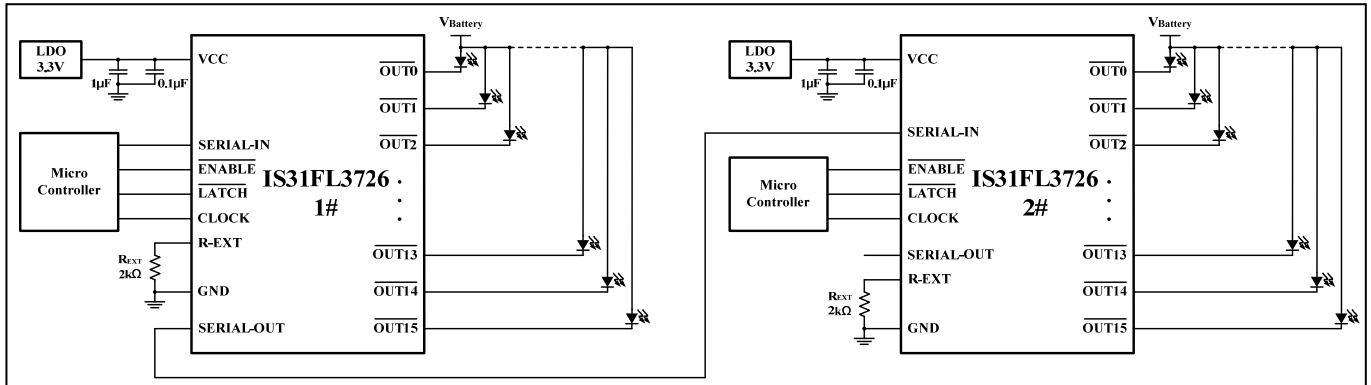 VBattery
LDO
3.3V
VCC
1µF
0.1µF
OUT0
OUT1
OUT2
SERIAL-IN
ENABLE
LATCH
CLOCK
R-EXT
GND
SERIAL-OUT
Micro
Controller
IS31FL3726
1#
REXT
2kΩ
OUT13
OUT14
OUT15
VBattery
LDO
3.3V
VCC
1µF
0.1µF
OUT0
OUT1
OUT2
SERIAL-IN
ENABLE
LATCH
CLOCK
SERIAL-OUT
R-EXT
GND
Micro
Controller
IS31FL3726
2#
REXT
2kΩ
OUT13
OUT14
OUT15